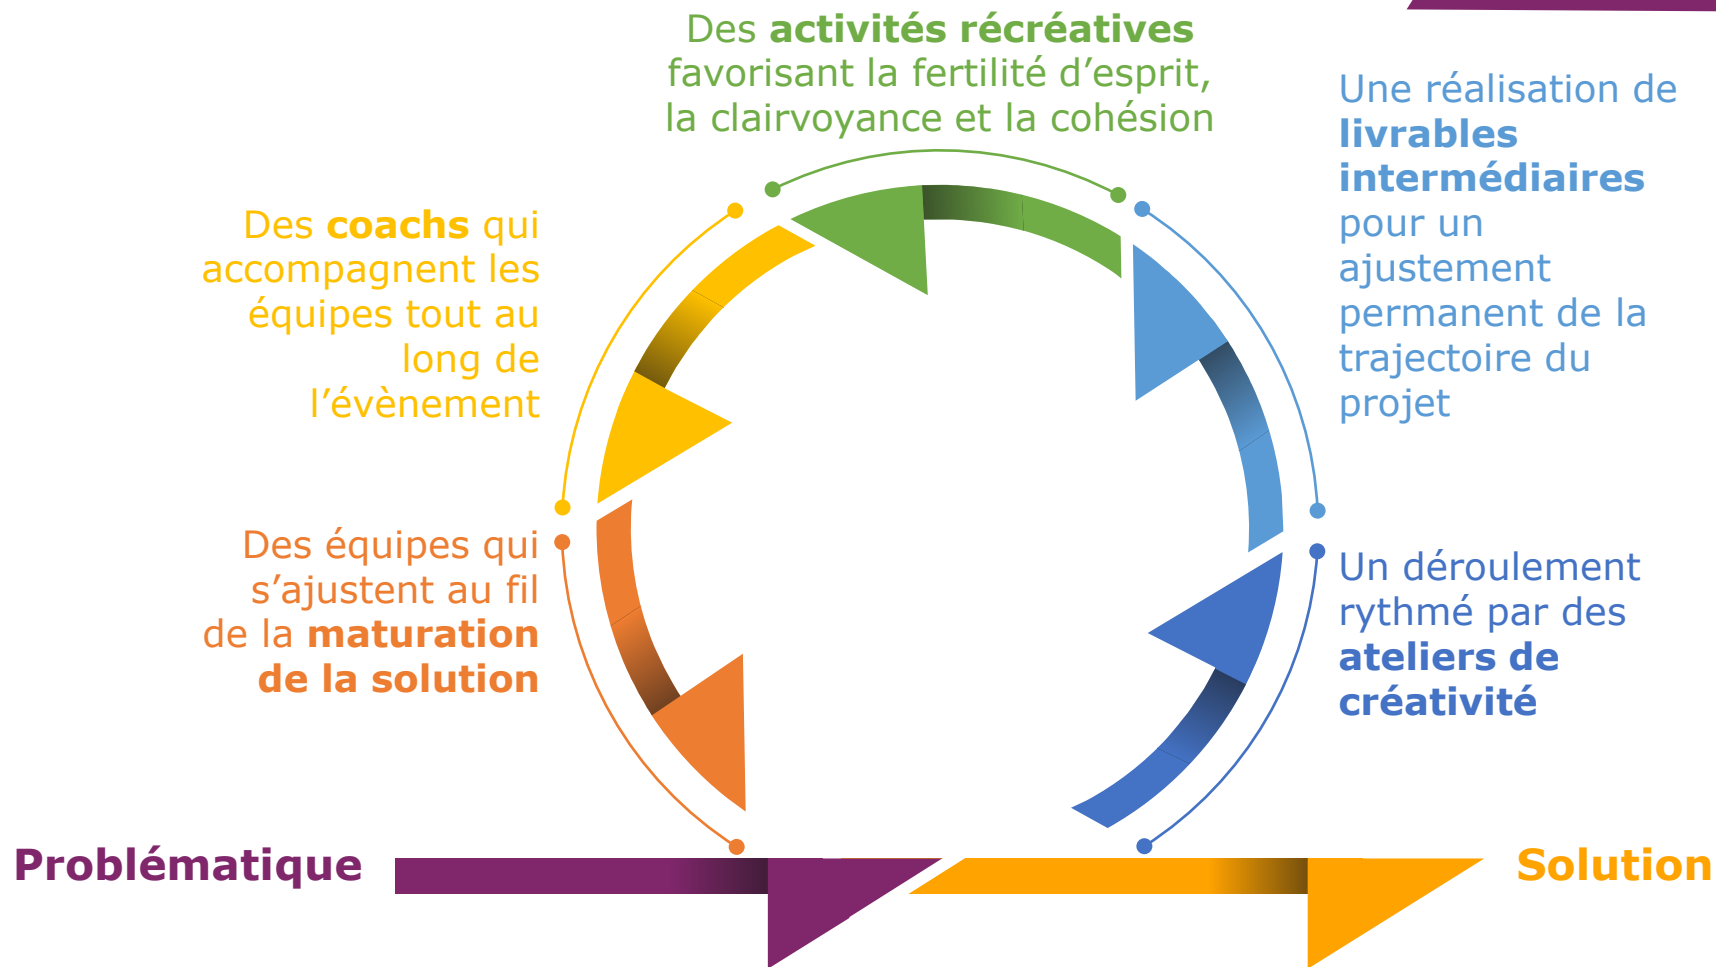 Des activités récréatives
favorisant la fertilité d’esprit,
la clairvoyance et la cohésion
Une réalisation de
livrables
intermédiaires
pour un
ajustement
permanent de la
trajectoire du
projet
Des coachs qui
accompagnent les
équipes tout au
long de
l’évènement
Des équipes qui
s’ajustent au fil
de la maturation
de la solution
Un déroulement
rythmé par des
ateliers de
créativité
Problématique
Solution